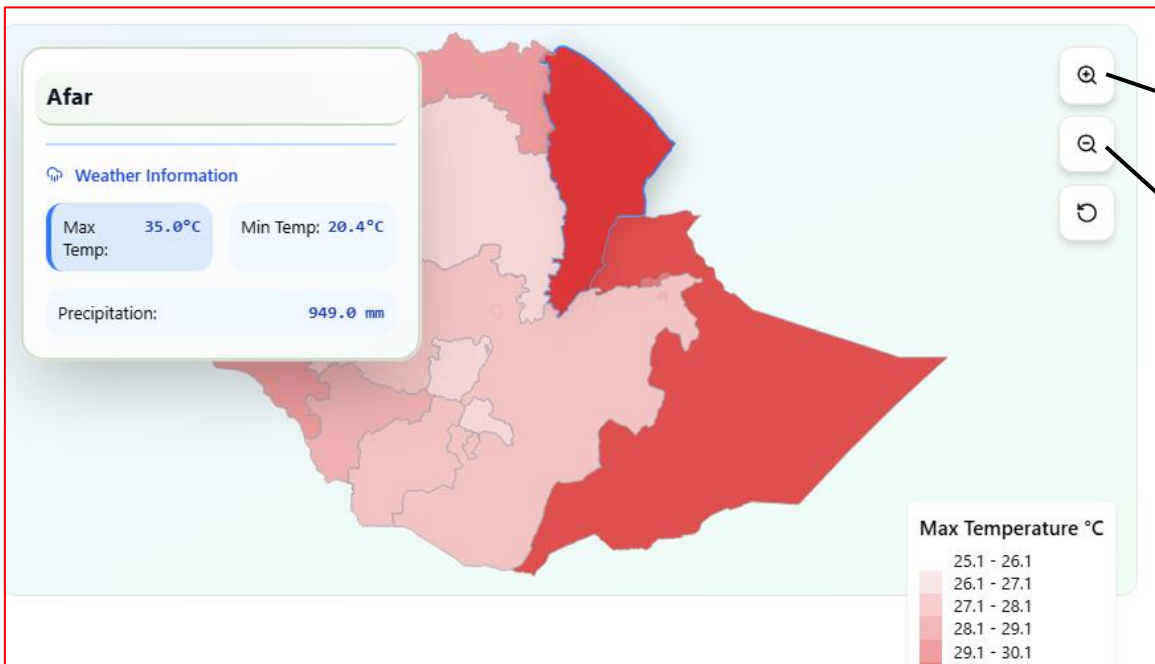 Afar
Weather Information
Max Temp: 35.0°C
Min Temp: 20.4°C
Precipitation: 949.0 mm
Max Temperature °C
25.1 - 26.1
26.1 - 27.1
27.1 - 28.1
28.1 - 29.1
29.1 - 30.1